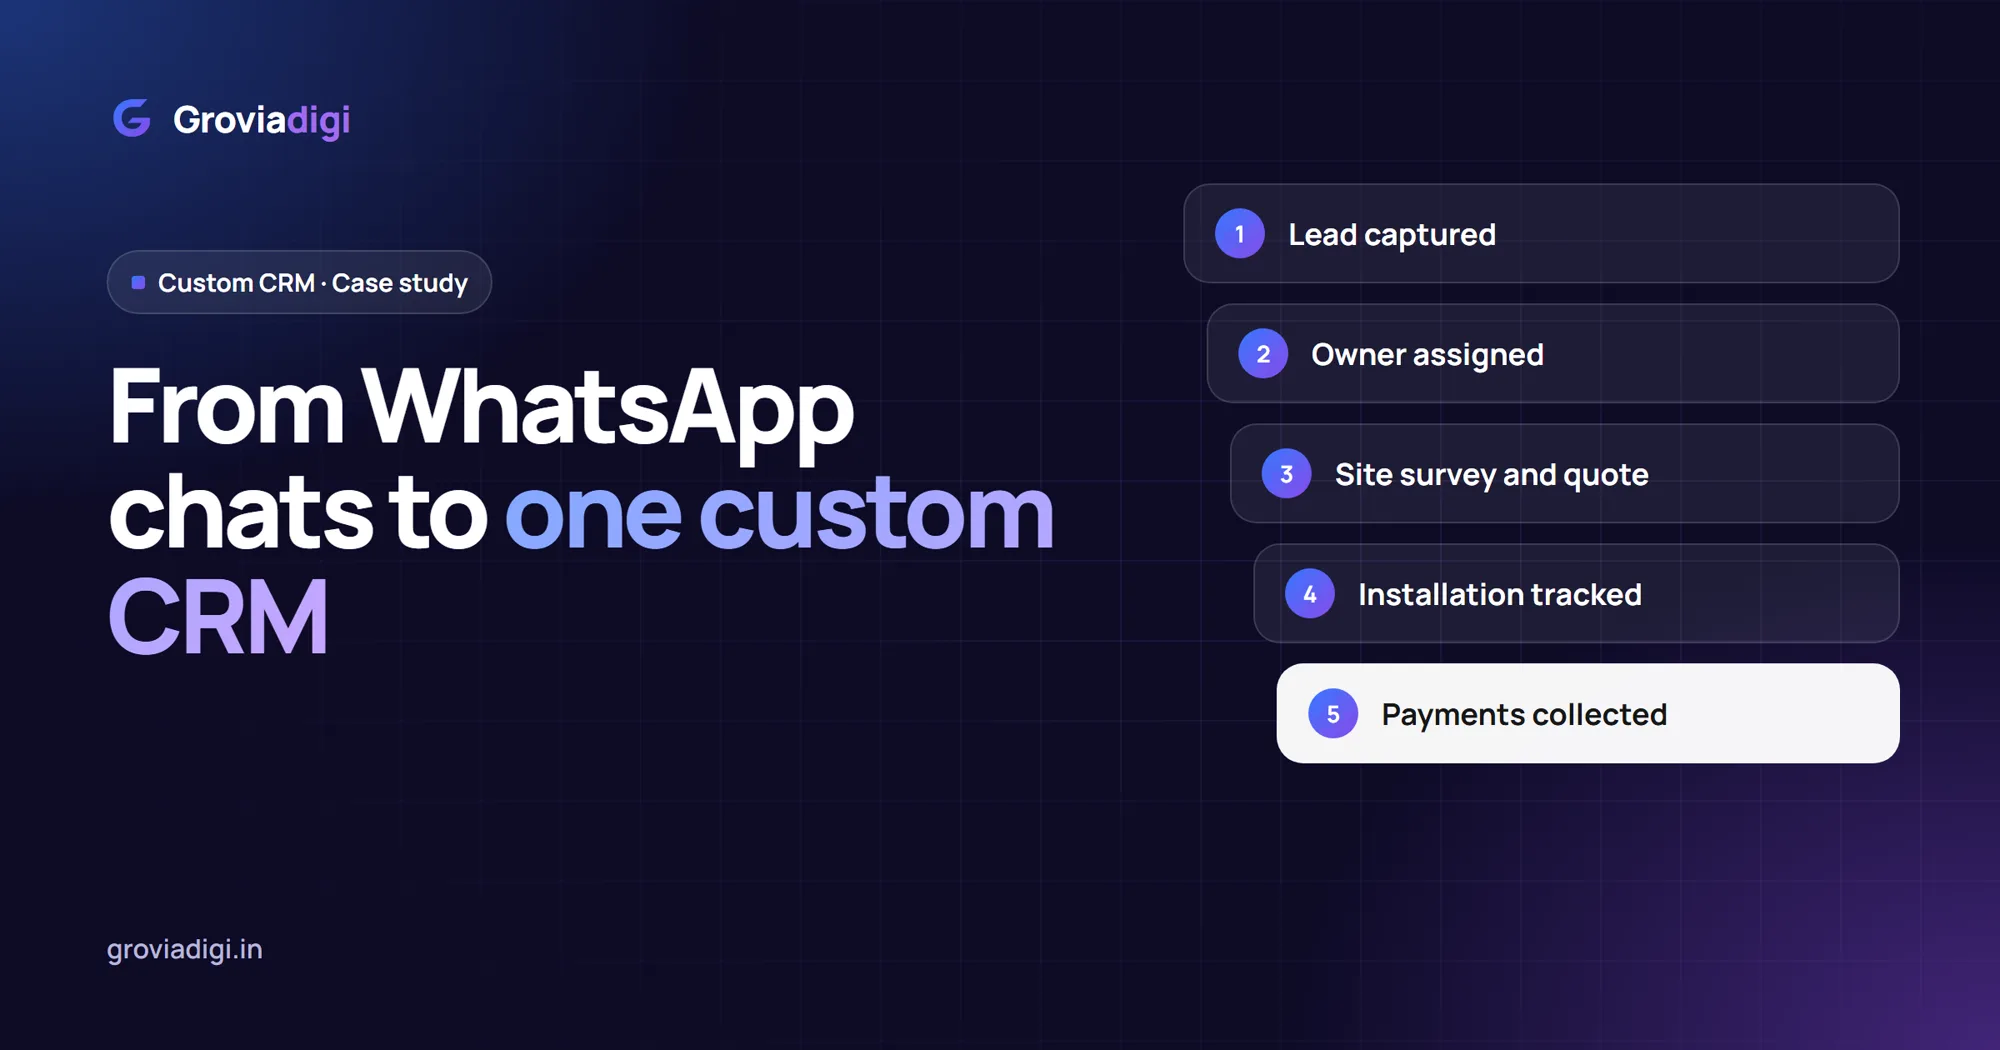 Groviadigi
Custom CRM · Case study
From WhatsApp
chats to one custom
CRM
groviadigi.in
1 Lead captured
2 Owner assigned
3 Site survey and quote
4 Installation tracked
5 Payments collected